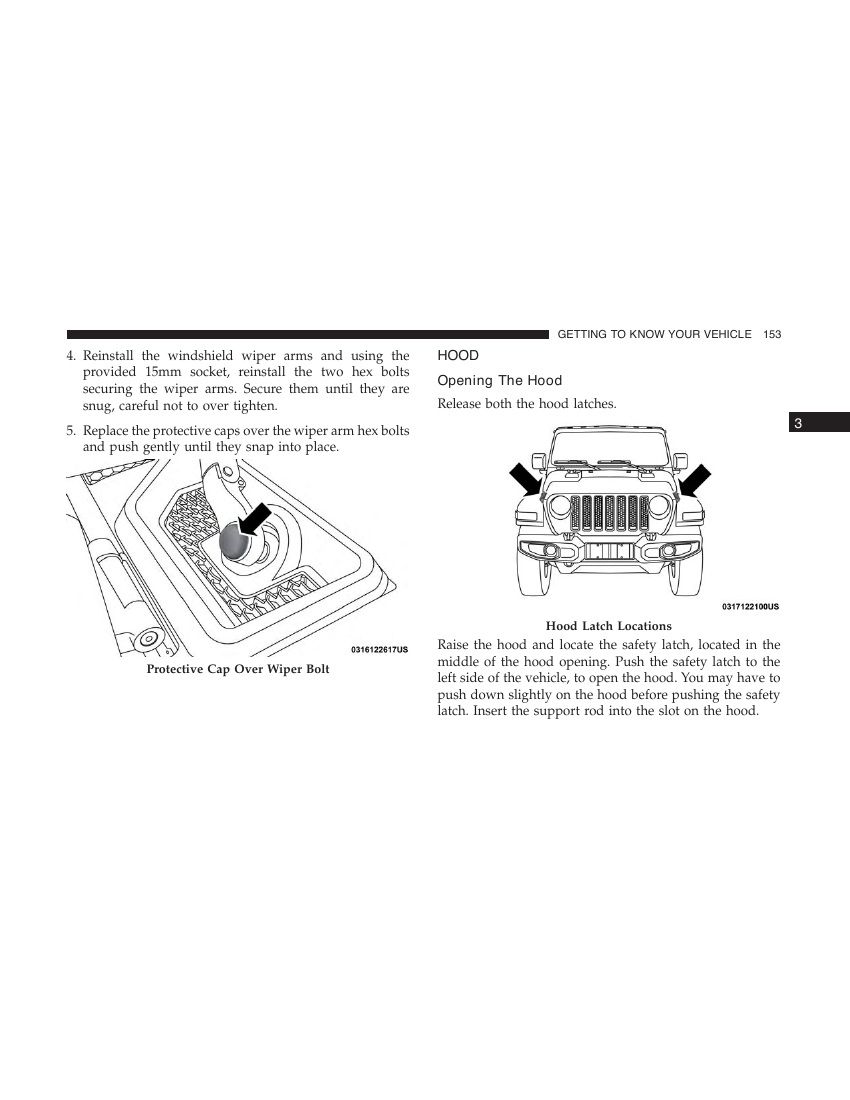 GETTING TO KNOW YOUR VEHICLE 153
4. Reinstall the windshield wiper arms and using the
provided 15mm socket, reinstall the two hex bolts
securing the wiper arms. Secure them until they are
snug, careful not to over tighten.
5. Replace the protective caps over the wiper arm hex bolts
and push gently until they snap into place.
0316122617US
Protective Cap Over Wiper Bolt
HOOD
Opening The Hood
Release both the hood latches.
0317122100US
Hood Latch Locations
Raise the hood and locate the safety latch, located in the
middle of the hood opening. Push the safety latch to the
left side of the vehicle, to open the hood. You may have to
push down slightly on the hood before pushing the safety
latch. Insert the support rod into the slot on the hood.
3